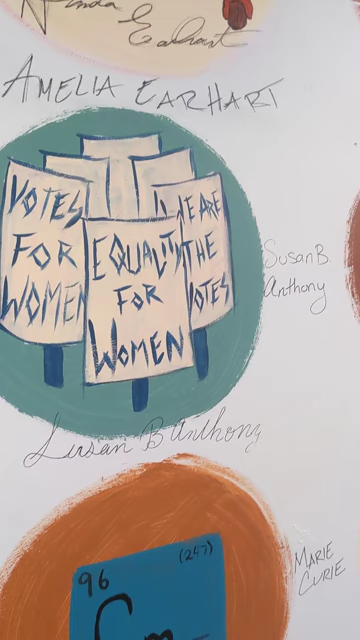 Earhart
AMELIA EARHART
VOTES
FOR
WOMEN
EQUALITY
FOR
WOMEN
WE ARE
THE
VOTES
Susan B.
Anthony
Susan B Anthony
96
(247)
Cm
MARIE
CURIE